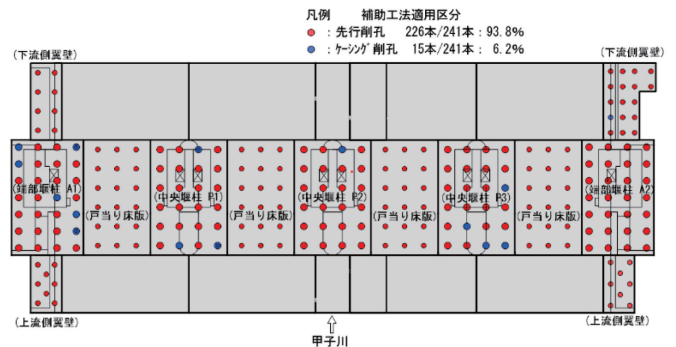 凡例　　補助工法適用区分
●：先行削孔　226本/241本：93.8%
●：ｹｰｼﾝｸﾞ削孔　15本/241本： 6.2%
(下流側翼壁)
(下流側翼壁)
(端部堰柱 A1)
(中央堰柱 P1)
(中央堰柱 P2)
(中央堰柱 P3)
(端部堰柱 A2)
(戸当り床版)
(戸当り床版)
(戸当り床版)
(戸当り床版)
(上流側翼壁)
(上流側翼壁)
甲子川